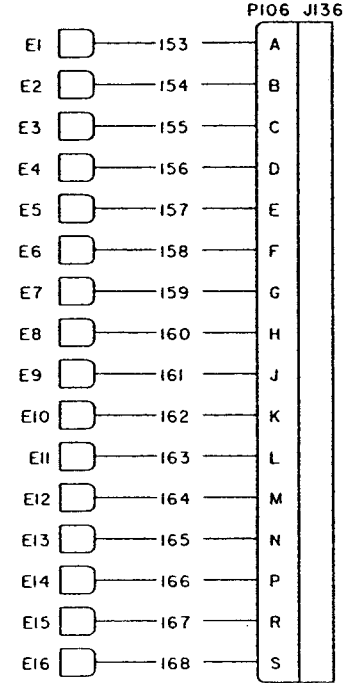 P106 J136
E1 153 A
E2 154 B
E3 155 C
E4 156 D
E5 157 E
E6 158 F
E7 159 G
E8 160 H
E9 161 J
E10 162 K
E11 163 L
E12 164 M
E13 165 N
E14 166 P
E15 167 R
E16 168 S